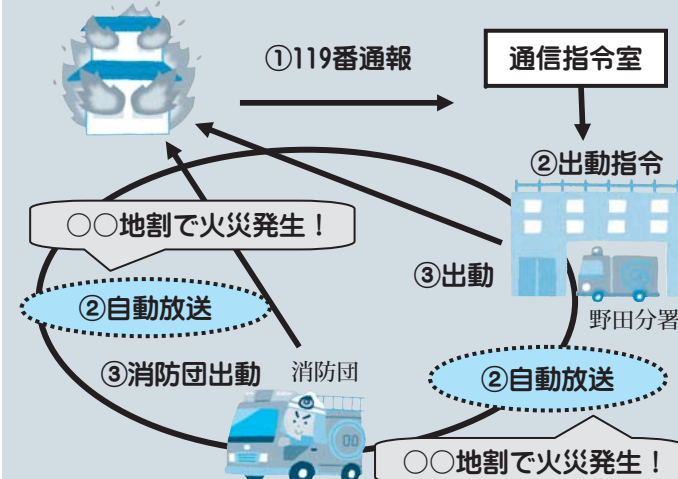 ①119番通報
通信指令室
②出動指令
○○地割で火災発生！
③出動
②自動放送
野田分署
③消防団出動
消防団
②自動放送
○○地割で火災発生！